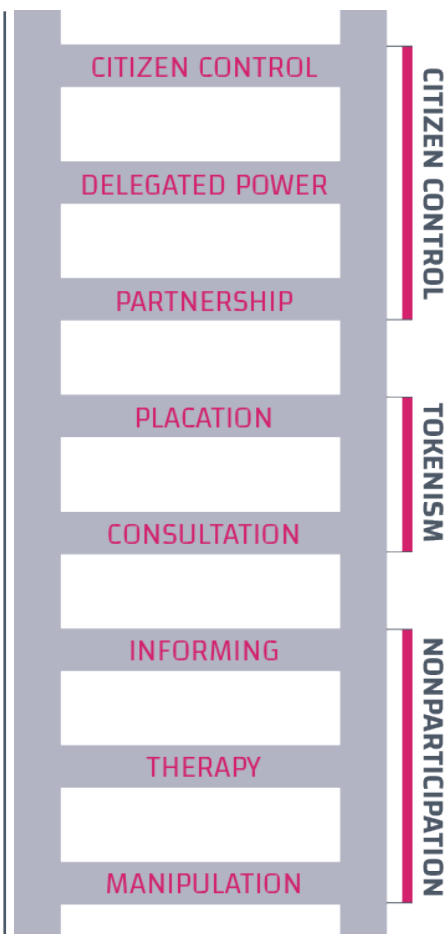 CITIZEN CONTROL
DELEGATED POWER
PARTNERSHIP
PLACATION
CONSULTATION
INFORMING
THERAPY
MANIPULATION
CITIZEN CONTROL
TOKENISM
NONPARTICIPATION